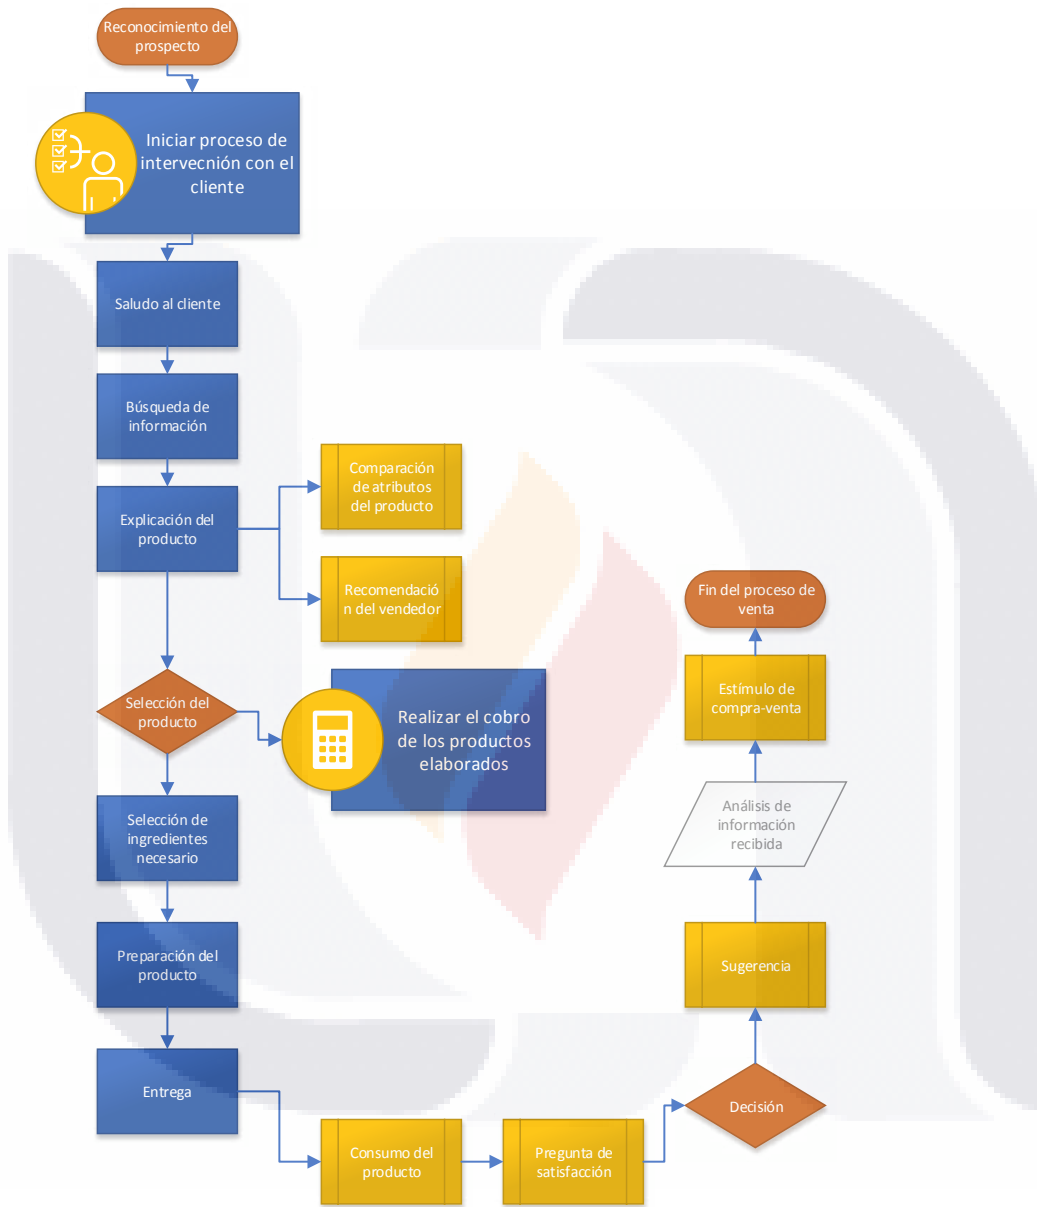 Reconocimiento del
prospecto
Iniciar proceso de
intervecnión con el
cliente
Saludo al cliente
Búsqueda de
información
Explicación del
producto
Comparación
de atributos
del producto
Recomendació
n del vendedor
Selección del
producto
Realizar el cobro
de los productos
elaborados
Selección de
ingredientes
necesario
Preparación del
producto
Entrega
Consumo del
producto
Pregunta de
satisfacción
Decisión
Sugerencia
Análisis de
información
recibida
Estímulo de
compra-venta
Fin del proceso de
venta